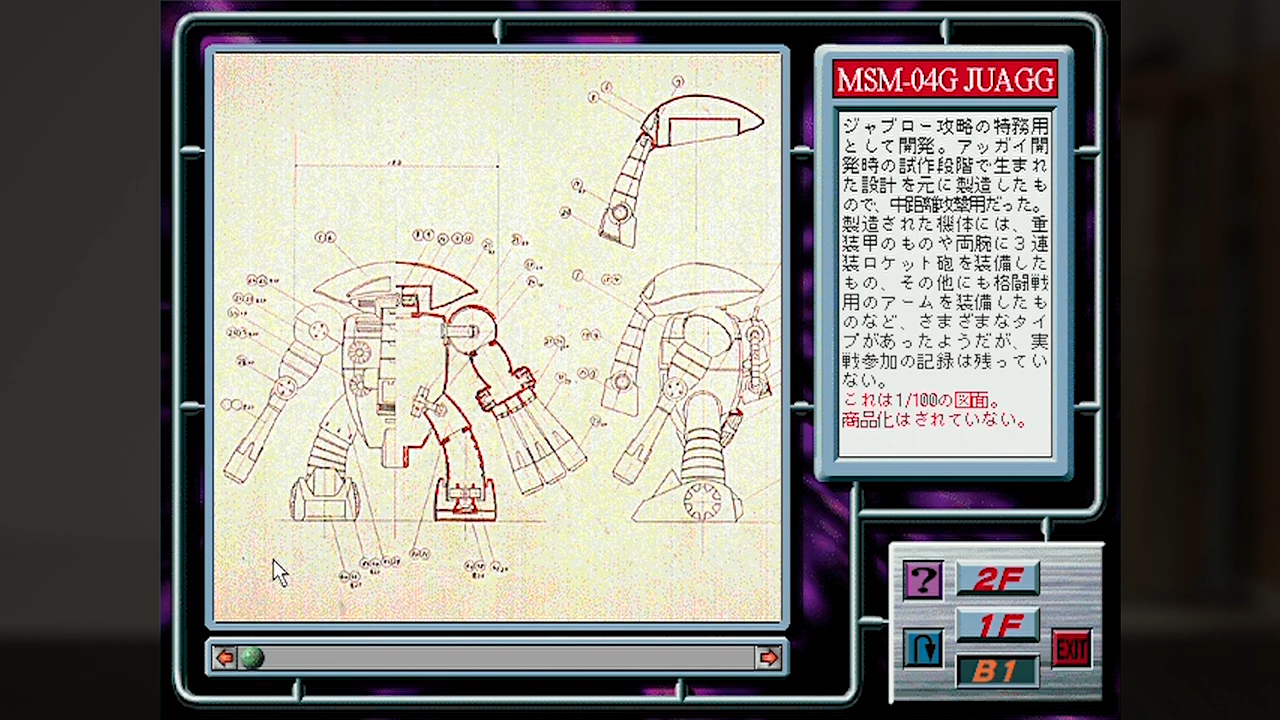 MSM-04G JUAGG
ジャブロー攻略の特務用
として開発。アッガイ開
発時の試作段階で生まれ
た設計を元に製造したも
ので、中距離攻撃用だった。
製造された機体には、重
装甲のものや両腕に3連
装ロケット砲を装備した
もの、その他にも格闘戦
用のアームを装備したも
のなど、さまざまなタイ
プがあったようだが、実
戦参加の記録は残ってい
ない。
これは1/100の図面。
商品化はされていない。
?
2F
1F
EXIT
B1